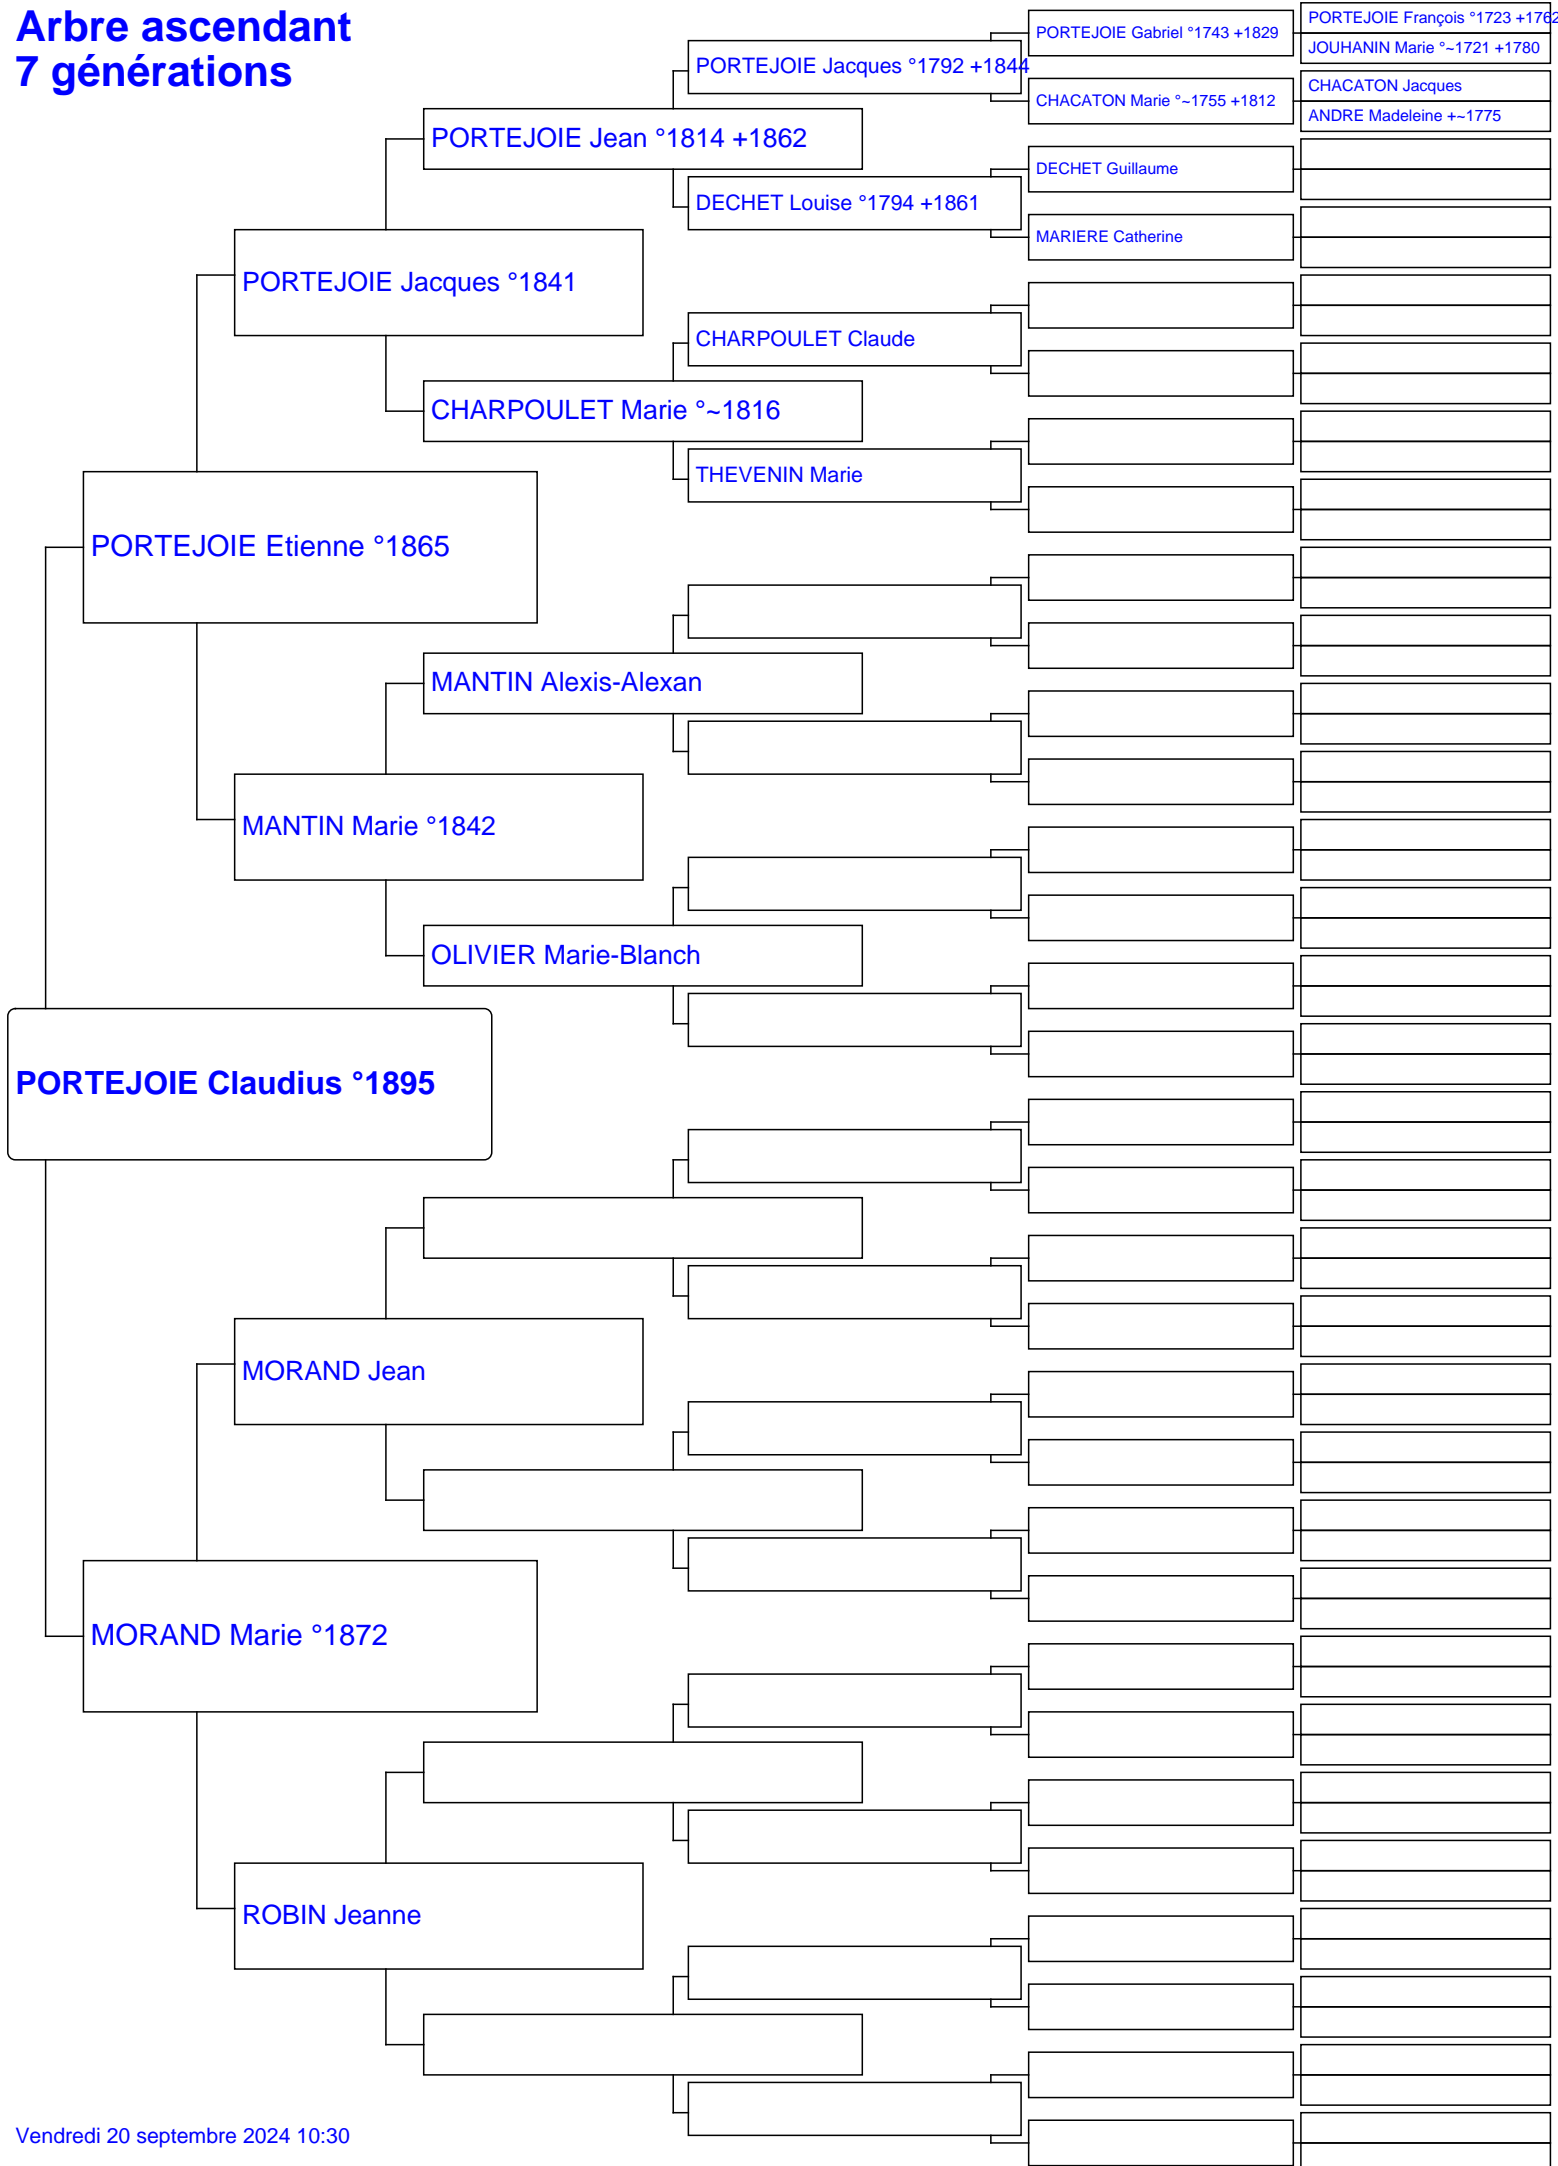 Arbre ascendant
7 générations
PORTEJOIE François °1723 +1762
PORTEJOIE Gabriel °1743 +1829
JOUHANIN Marie °~1721 +1780
PORTEJOIE Jacques °1792 +1844
CHACATON Jacques
CHACATON Marie °~1755 +1812
ANDRE Madeleine +~1775
PORTEJOIE Jean °1814 +1862
DECHET Guillaume
DECHET Louise °1794 +1861
MARIERE Catherine
PORTEJOIE Jacques °1841
CHARPOULET Claude
CHARPOULET Marie °~1816
THEVENIN Marie
PORTEJOIE Etienne °1865
MANTIN Alexis-Alexan
MANTIN Marie °1842
OLIVIER Marie-Blanch
PORTEJOIE Claudius °1895
MORAND Jean
MORAND Marie °1872
ROBIN Jeanne
Vendredi 20 septembre 2024 10:30